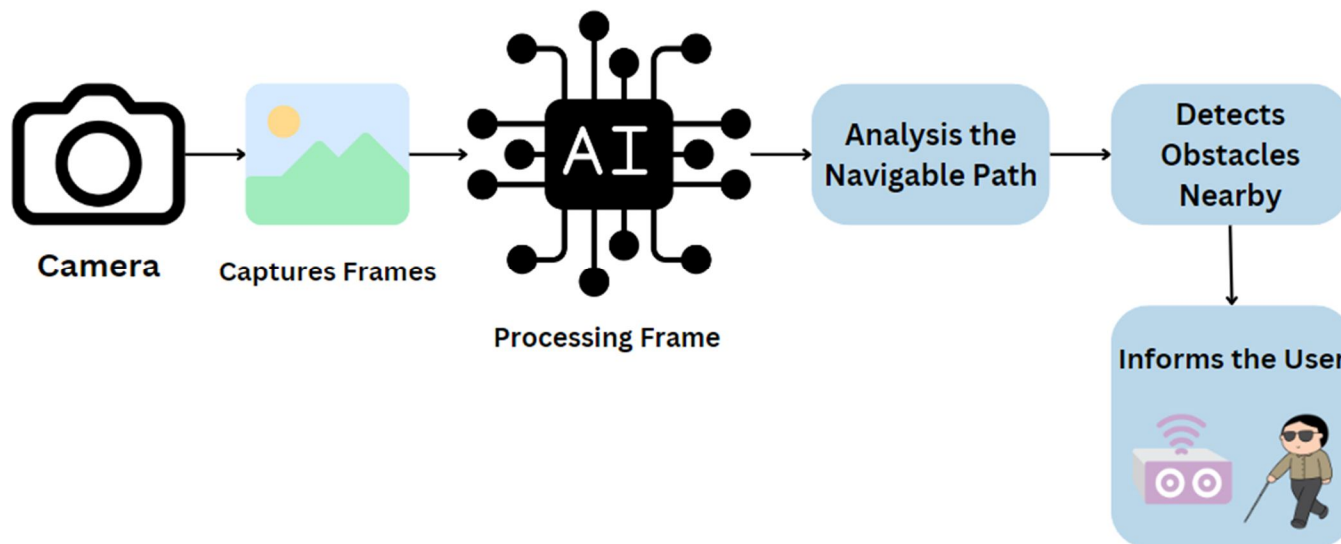 Camera
Captures Frames
AI
Processing Frame
Analysis the
Navigable Path
Detects
Obstacles
Nearby
Informs the User